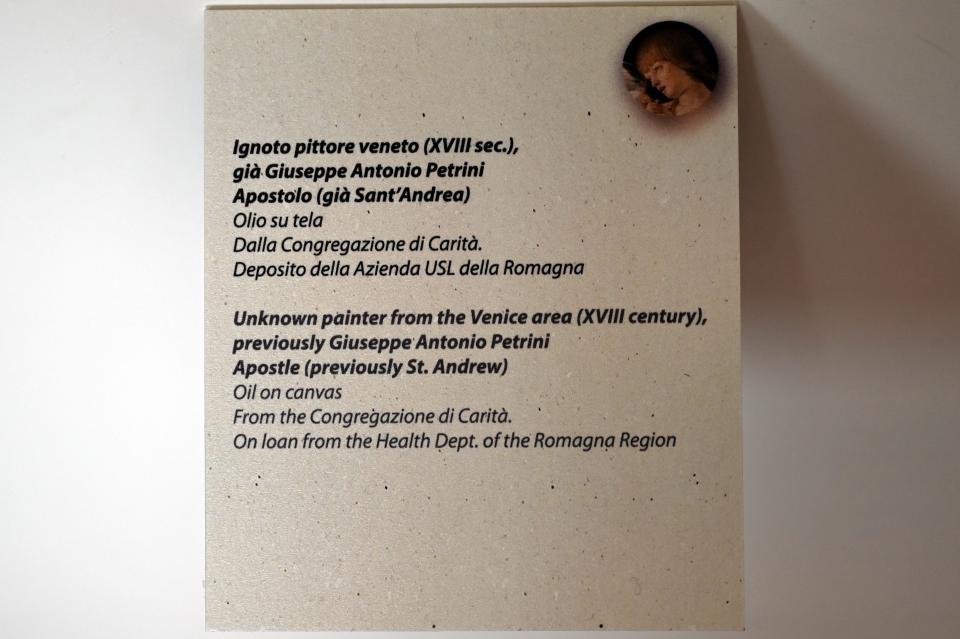 Ignoto pittore veneto (XVIII sec.),
già Giuseppe Antonio Petrini
Apostolo (già Sant'Andrea)
Olio su tela
Dalla Congregazione di Carità.
Deposito della Azienda USL della Romagna
Unknown painter from the Venice area (XVIII century),
previously Giuseppe Antonio Petrini
Apostle (previously St. Andrew)
Oil on canvas
From the Congregazione di Carità.
On loan from the Health Dept. of the Romagna Region